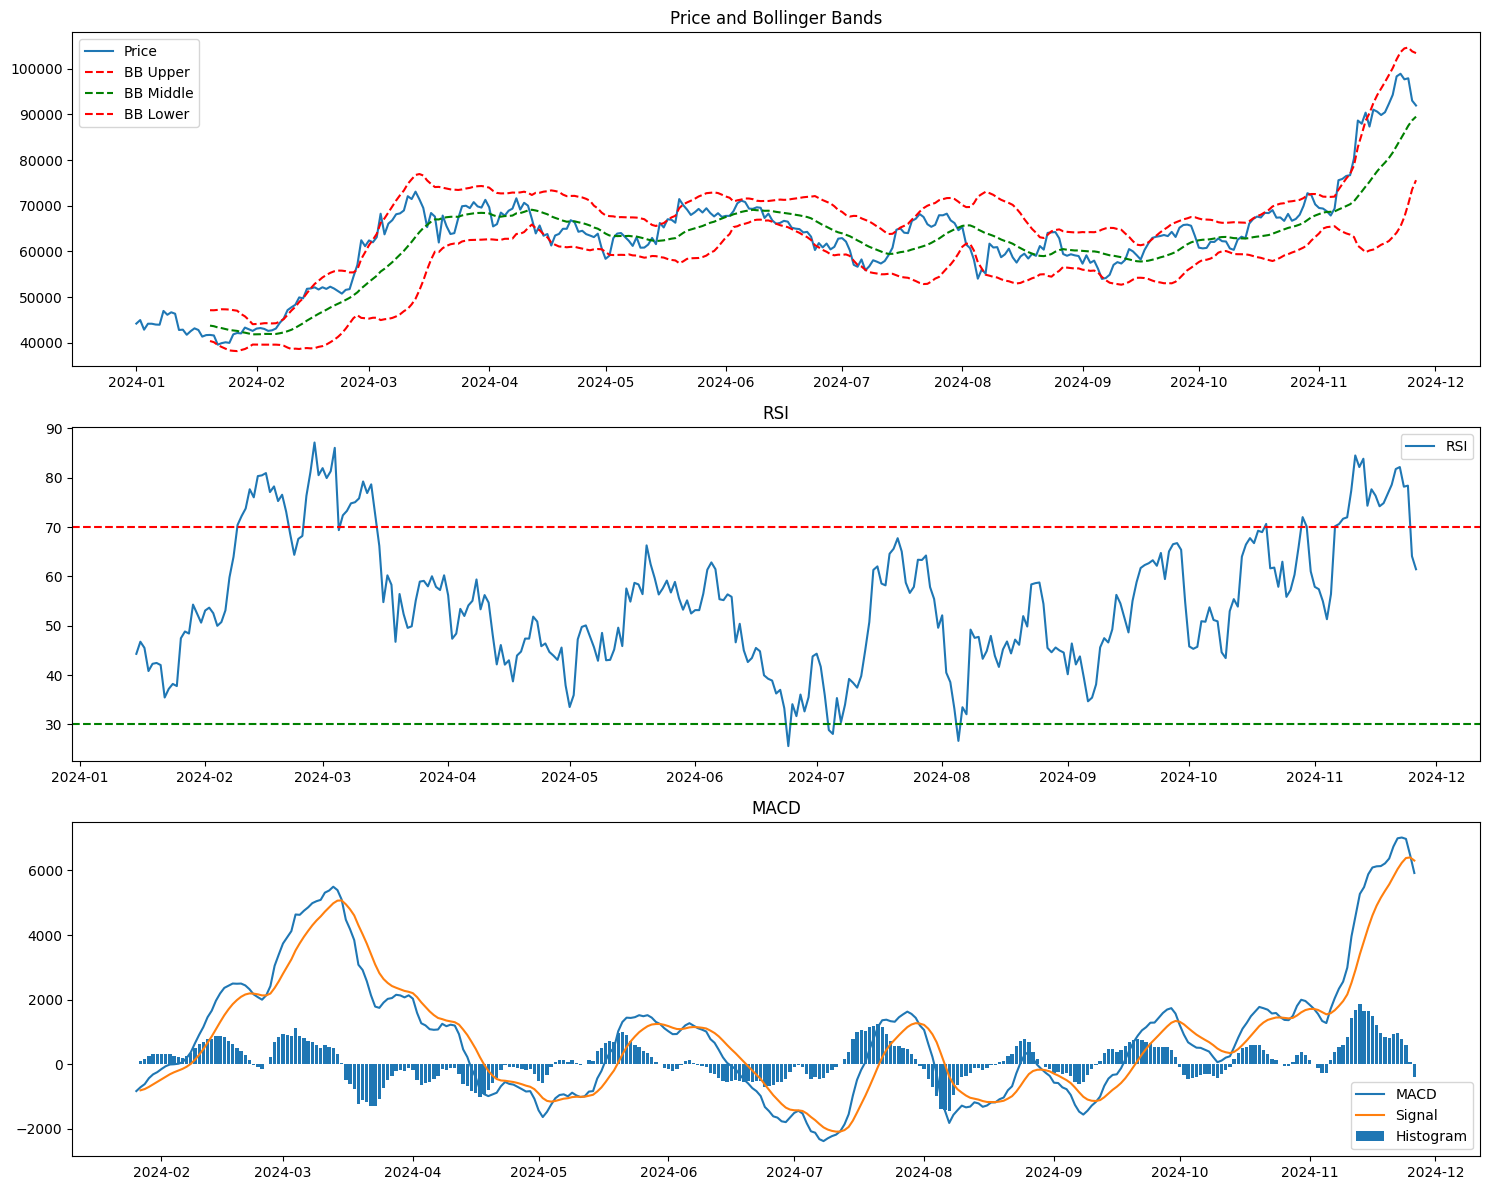 Price and Bollinger Bands
Price
BB Upper
BB Middle
BB Lower
100000
90000
80000
70000
60000
50000
40000
2024-01 2024-02 2024-03 2024-04 2024-05 2024-06 2024-07 2024-08 2024-09 2024-10 2024-11 2024-12
RSI
RSI
90
80
70
60
50
40
30
2024-01 2024-02 2024-03 2024-04 2024-05 2024-06 2024-07 2024-08 2024-09 2024-10 2024-11 2024-12
MACD
6000
4000
2000
0
−2000
MACD
Signal
Histogram
2024-02 2024-03 2024-04 2024-05 2024-06 2024-07 2024-08 2024-09 2024-10 2024-11 2024-12